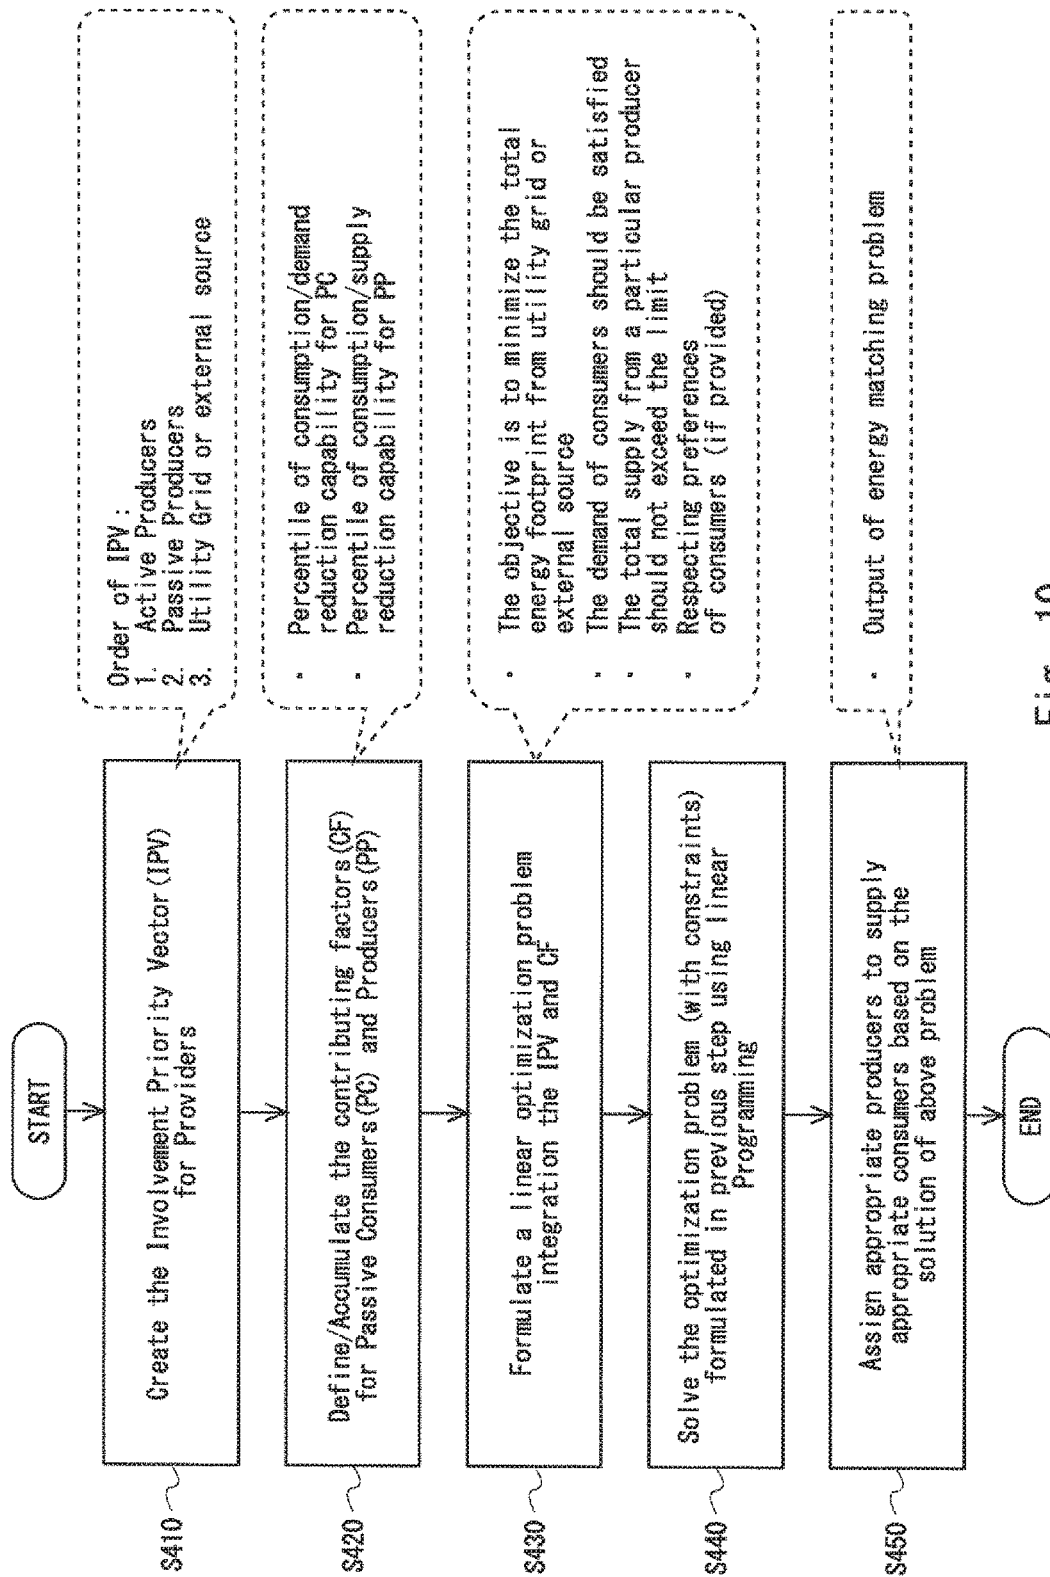 START
S410
Create the Involvement Priority Vector(IPV)
for Providers
Order of IPV:
1. Active Producers
2. Passive Producers
3. Utility Grid or external source
S420
Define/Accumulate the contributing factors(CF)
for Passive Consumers(PC) and Producers(PP)
• Percentile of consumption/demand
reduction capability for PC
• Percentile of consumption/supply
reduction capability for PP
S430
Formulate a linear optimization problem
integration the IPV and CF
• The objective is to minimize the total
energy footprint from utility grid or
external source
• The demand of consumers should be satisfied
• The total supply from a particular producer
should not exceed the limit
• Respecting preferences
of consumers (if provided)
S440
Solve the optimization problem (with constraints)
formulated in previous step using linear
Programming
S450
Assign appropriate producers to supply
appropriate consumers based on the
solution of above problem
• Output of energy matching problem
END